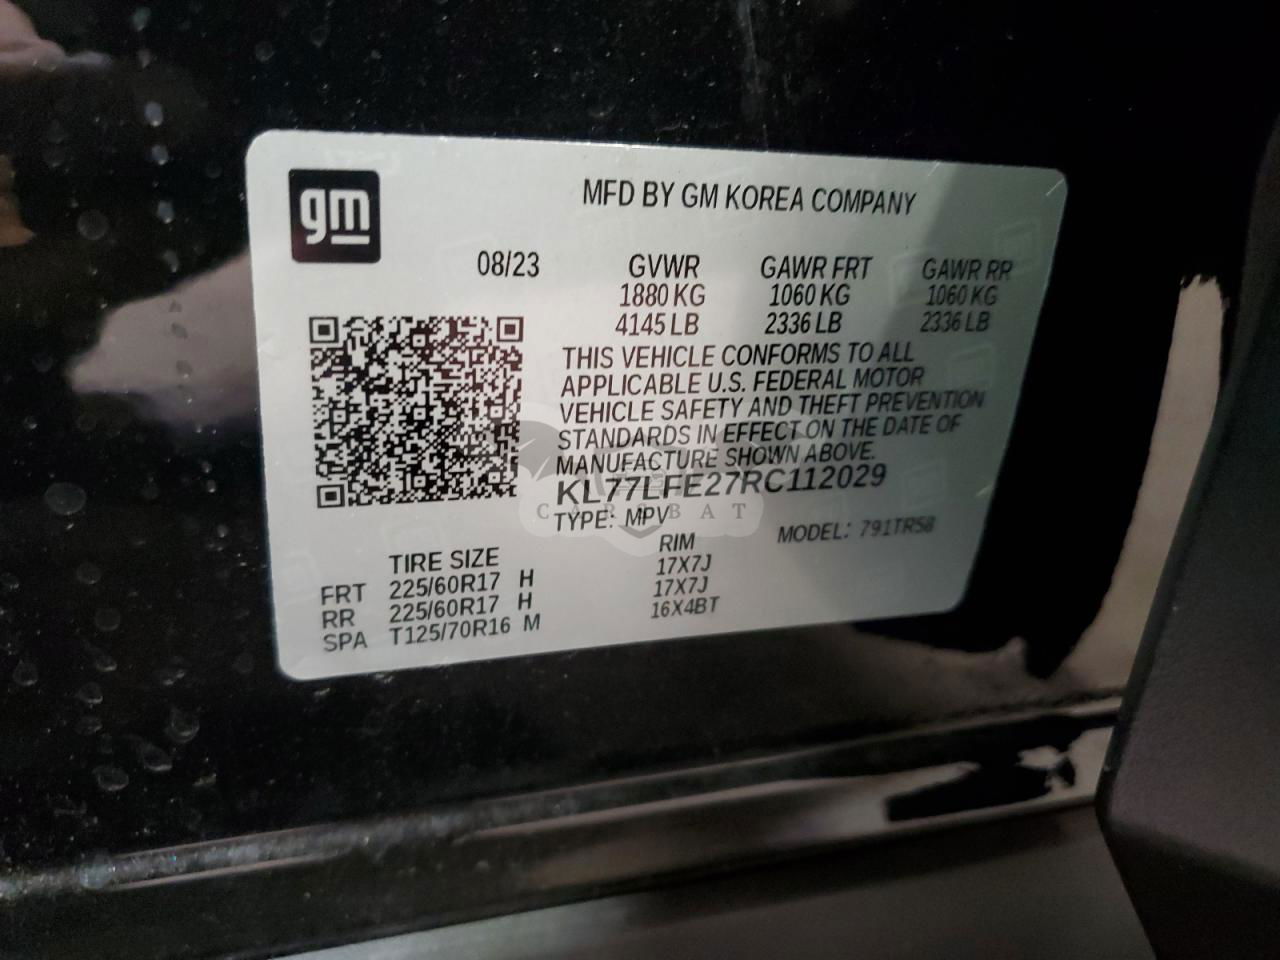 gm
MFD BY GM KOREA COMPANY
08/23 GVWR GAWR FRT GAWR RR
1880 KG 1060 KG 1060 KG
4145 LB 2336 LB 2336 LB
THIS VEHICLE CONFORMS TO ALL
APPLICABLE U.S. FEDERAL MOTOR
VEHICLE SAFETY AND THEFT PREVENTION
STANDARDS IN EFFECT ON THE DATE OF
MANUFACTURE SHOWN ABOVE.
KL77LFE27RC112029
CAROBAT
TYPE: MPV MODEL: 791TR58
TIRE SIZE RIM
FRT 225/60R17 H 17X7J
RR 225/60R17 H 17X7J
SPA T125/70R16 M 16X4BT